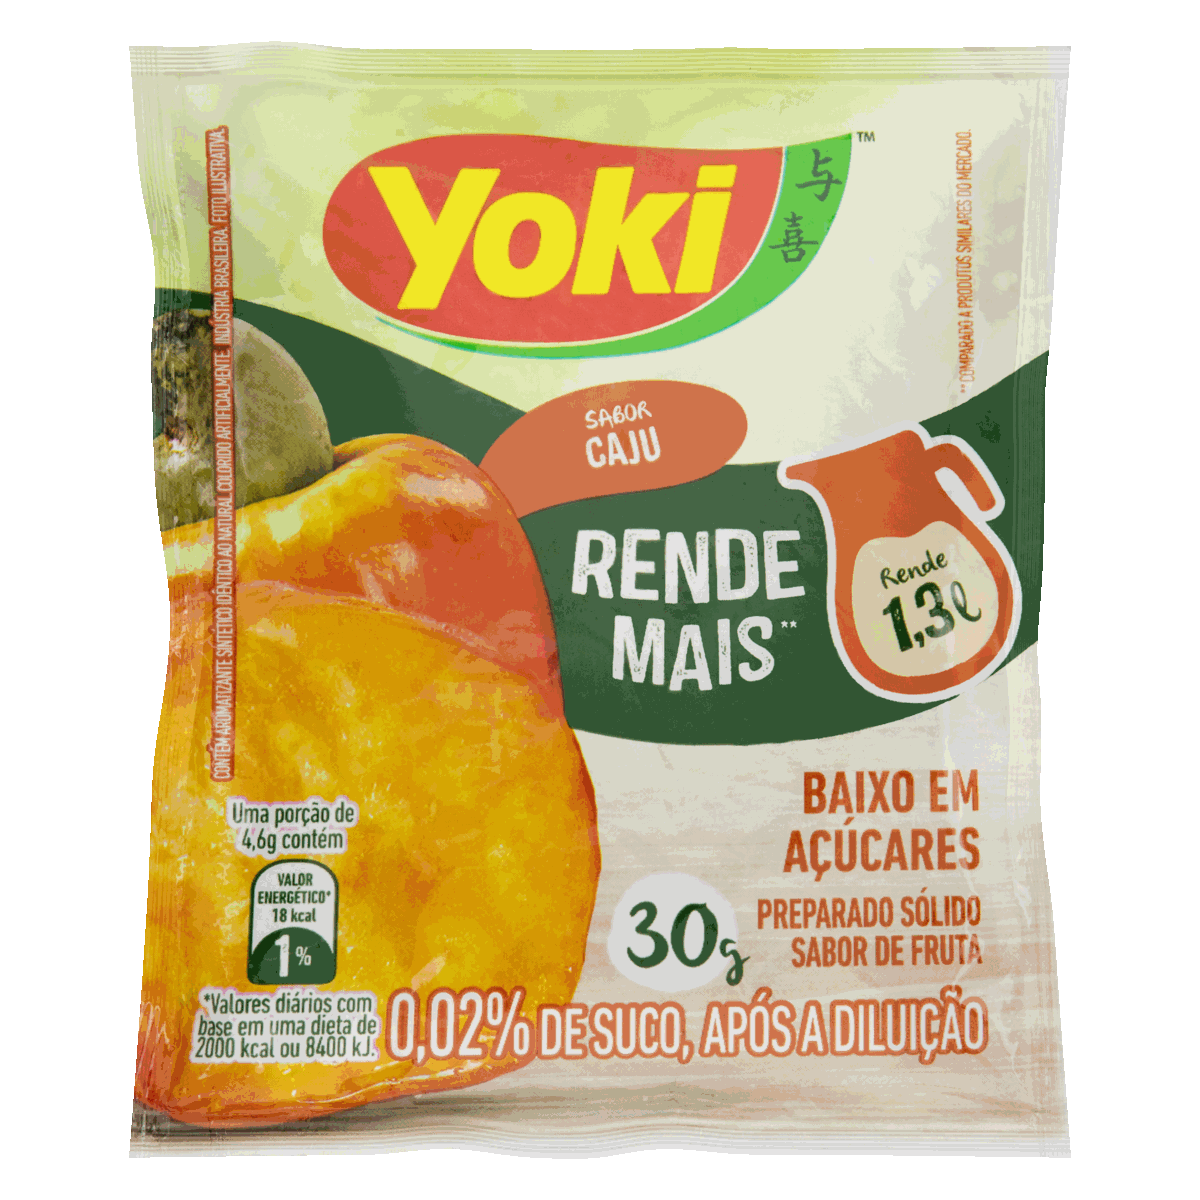 Yoki
TM
与
喜
CONTÉM AROMATIZANTE SINTÉTICO IDÊNTICO AO NATURAL. COLORIDO ARTIFICIALMENTE. INDÚSTRIA BRASILEIRA. FOTO ILUSTRATIVA.
** COMPARADO A PRODUTOS SIMILARES DO MERCADO.
SABOR
CAJU
RENDE
MAIS**
Rende
1,3l
BAIXO EM
AÇÚCARES
Uma porção de
4,6g contém
VALOR
ENERGÉTICO*
18 kcal
1%
30g
PREPARADO SÓLIDO
SABOR DE FRUTA
*Valores diários com
base em uma dieta de
2000 kcal ou 8400 kJ.
0,02% DE SUCO, APÓS A DILUIÇÃO